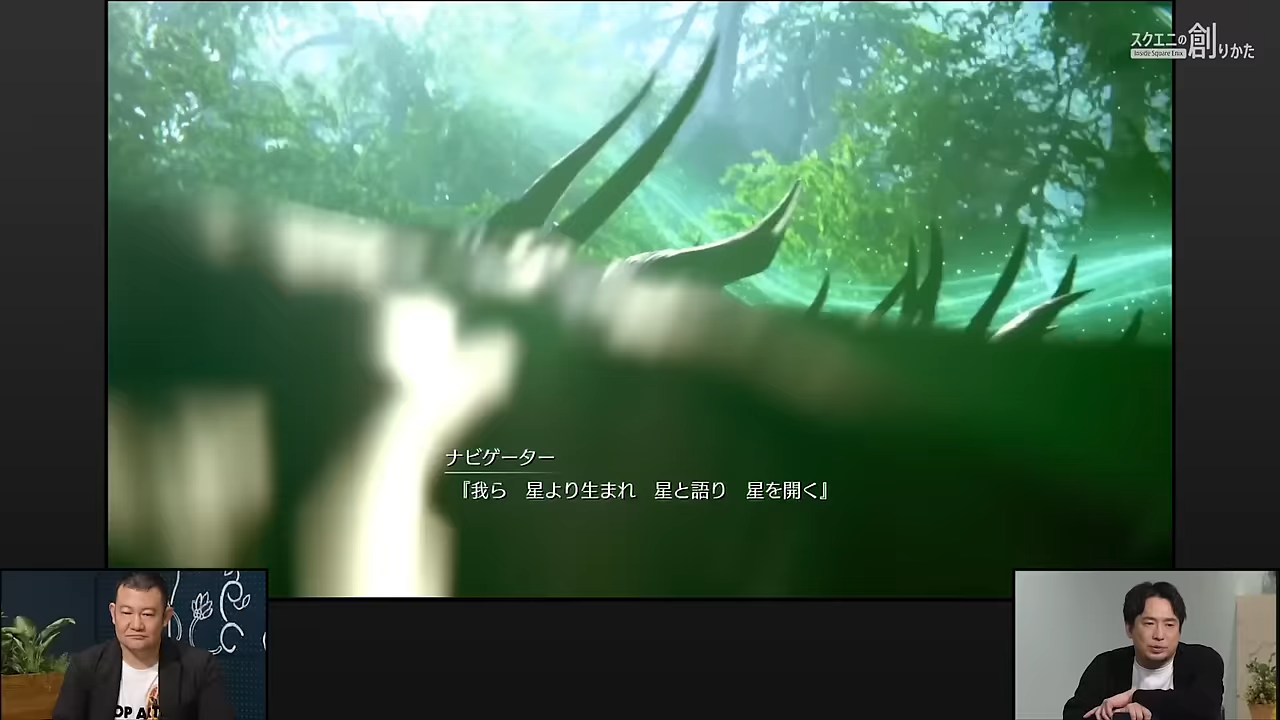 スクエニの創りかた
Inside Square Enix
ナビゲーター
『我ら　星より生まれ　星と語り　星を開く』